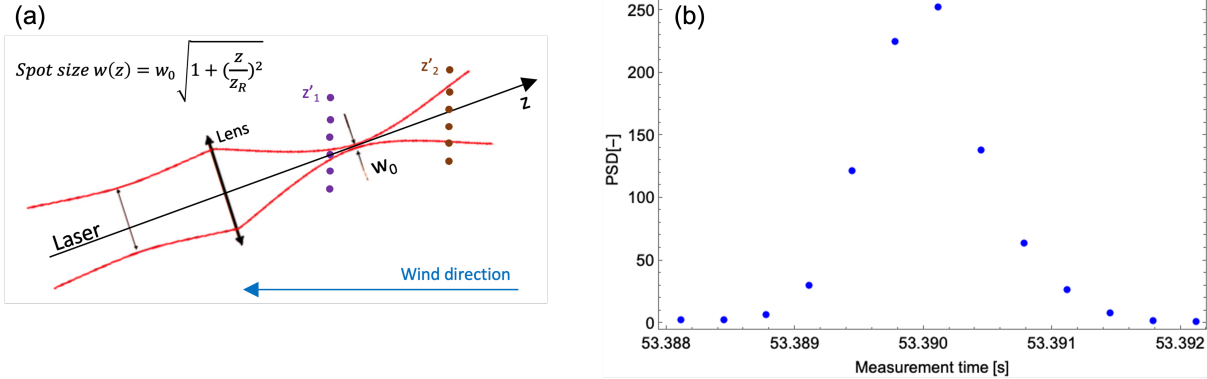 (a)
Spot size w(z) = w₀ √(1 + (z/z_R)²)
z'₁
z'₂
z
Lens
w₀
Laser
Wind direction
(b)
PSD[–]
250
200
150
100
50
0
53.388 53.389 53.390 53.391 53.392
Measurement time [s]